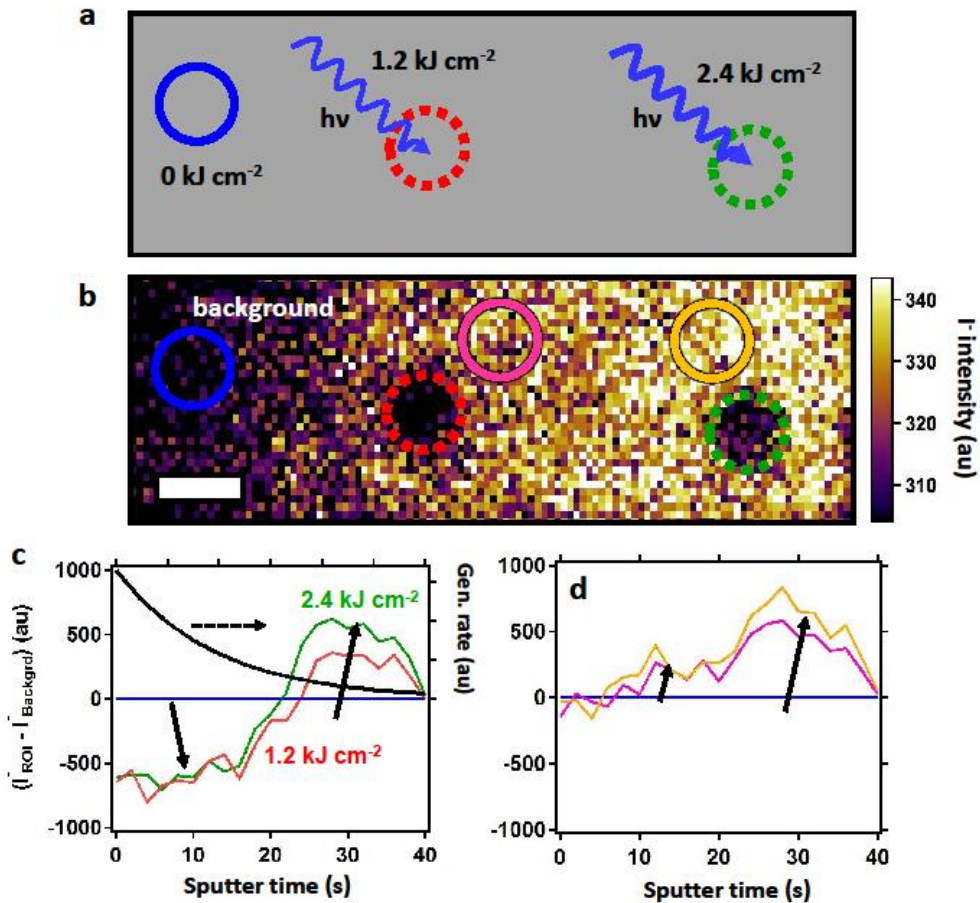 a
1.2 kJ cm⁻²
2.4 kJ cm⁻²
hν
hν
0 kJ cm⁻²
b
background
340
330
320
310
I⁻ intensity (au)
c
1000
500
0
-500
-1000
(I⁻ROI - I⁻Backgrd) (au)
2.4 kJ cm⁻²
1.2 kJ cm⁻²
Gen. rate (au)
0
10
20
30
40
Sputter time (s)
d
1000
500
0
-500
-1000
0
10
20
30
40
Sputter time (s)